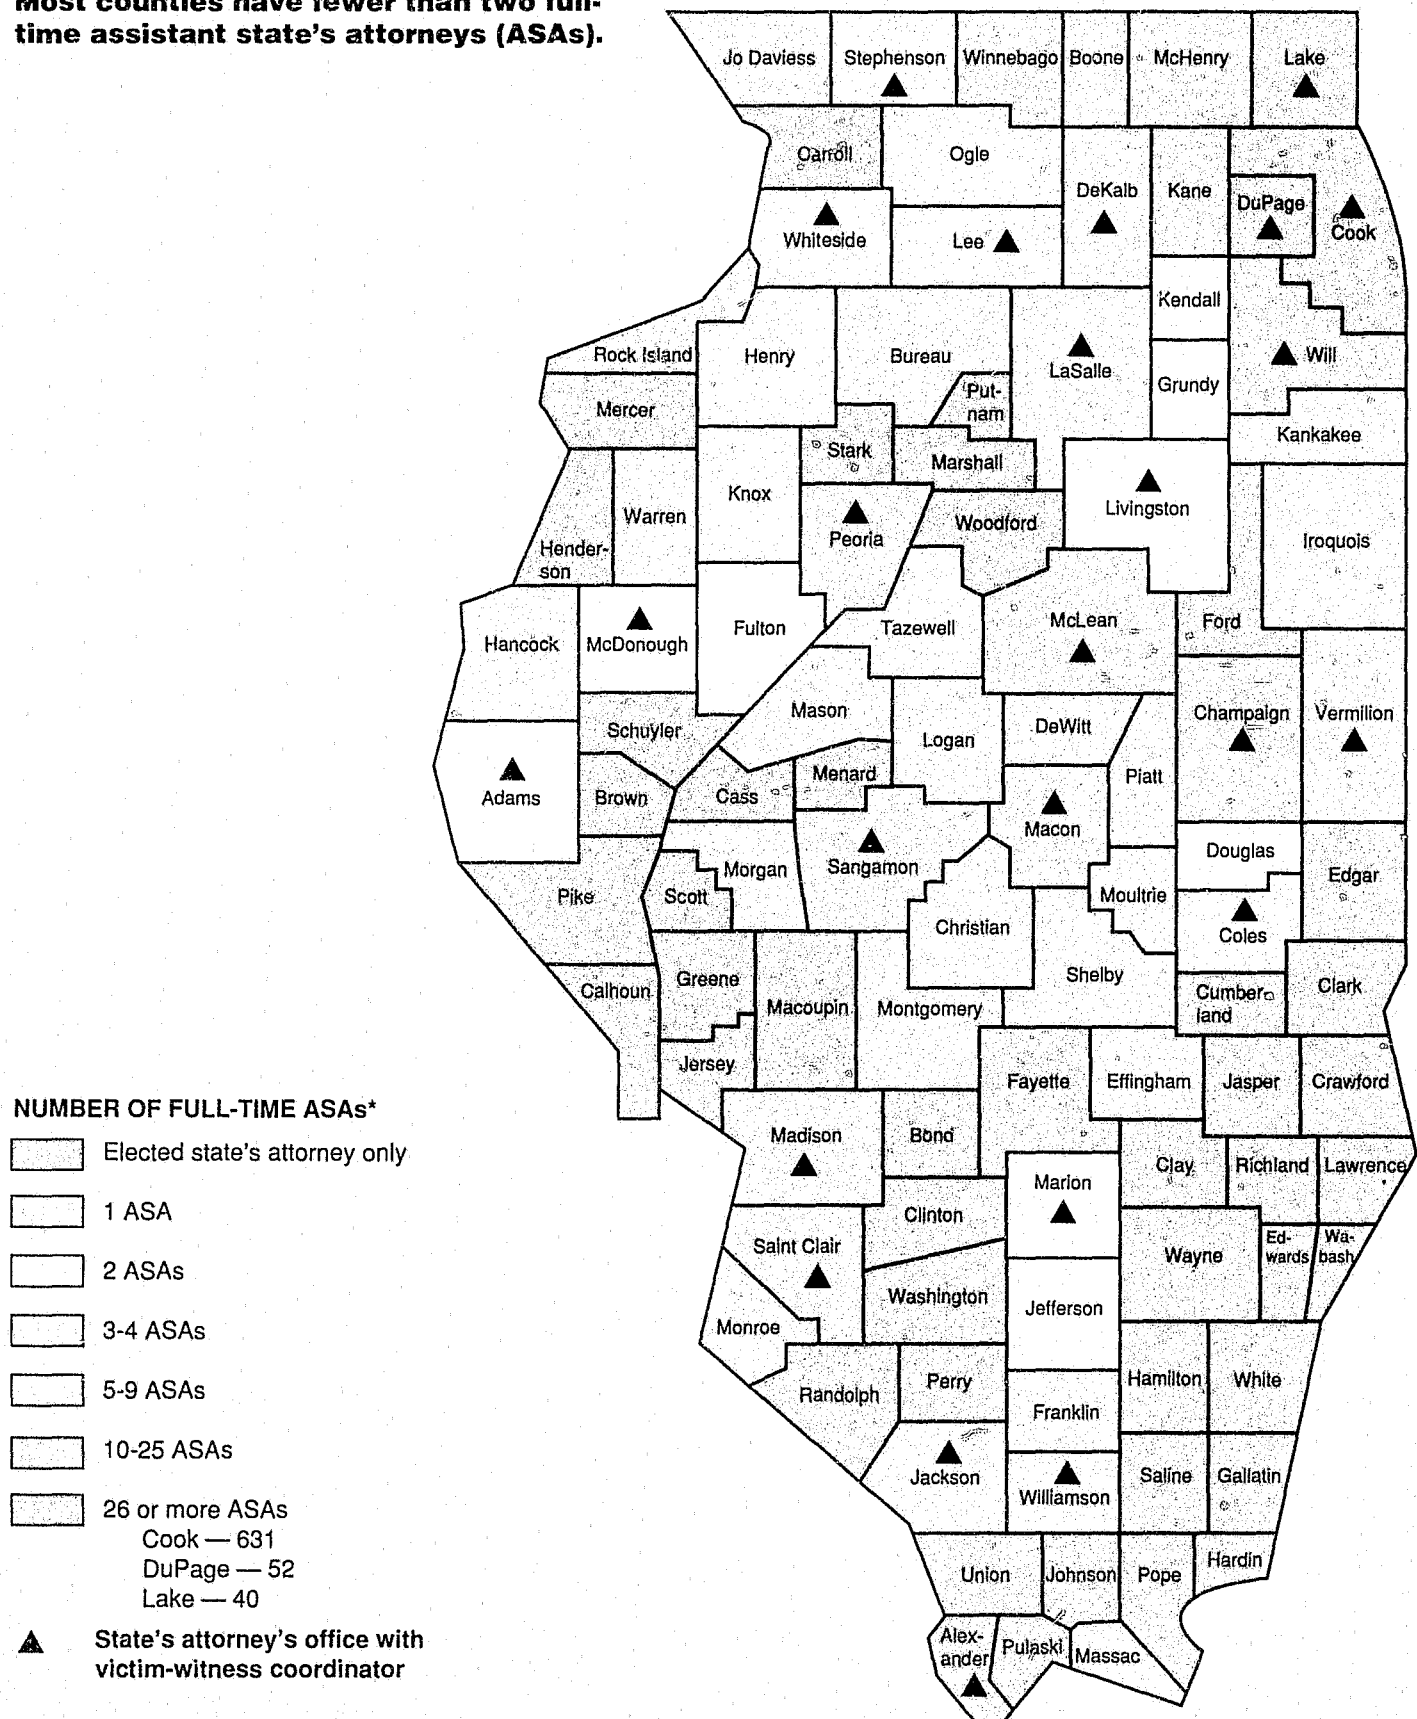 Most counties have fewer than two full-
time assistant state's attorneys (ASAs).
Jo Daviess
Stephenson
Winnebago
Boone
McHenry
Lake
Carroll
Ogle
DeKalb
Kane
DuPage
Cook
Whiteside
Lee
Kendall
Rock Island
Henry
Bureau
LaSalle
Will
Grundy
Mercer
Put-
nam
Kankakee
Stark
Marshall
Knox
Warren
Peoria
Woodford
Livingston
Iroquois
Hender-
son
Hancock
McDonough
Fulton
Tazewell
McLean
Ford
Schuyler
Mason
Logan
DeWitt
Champaign
Vermilion
Adams
Brown
Cass
Menard
Piatt
Macon
Douglas
Pike
Scott
Morgan
Sangamon
Christian
Moultrie
Edgar
Coles
Shelby
Calhoun
Greene
Macoupin
Montgomery
Cumber-
land
Clark
Jersey
Fayette
Effingham
Jasper
Crawford
Madison
Bond
Marion
Clay
Richland
Lawrence
Clinton
Saint Clair
Wayne
Ed-
wards
Wa-
bash
Washington
Jefferson
Monroe
Randolph
Perry
Hamilton
White
Franklin
Jackson
Williamson
Saline
Gallatin
Union
Johnson
Pope
Hardin
Alex-
ander
Pulaski
Massac
NUMBER OF FULL-TIME ASAs*
Elected state's attorney only
1 ASA
2 ASAs
3-4 ASAs
5-9 ASAs
10-25 ASAs
26 or more ASAs
Cook — 631
DuPage — 52
Lake — 40
State's attorney's office with
victim-witness coordinator